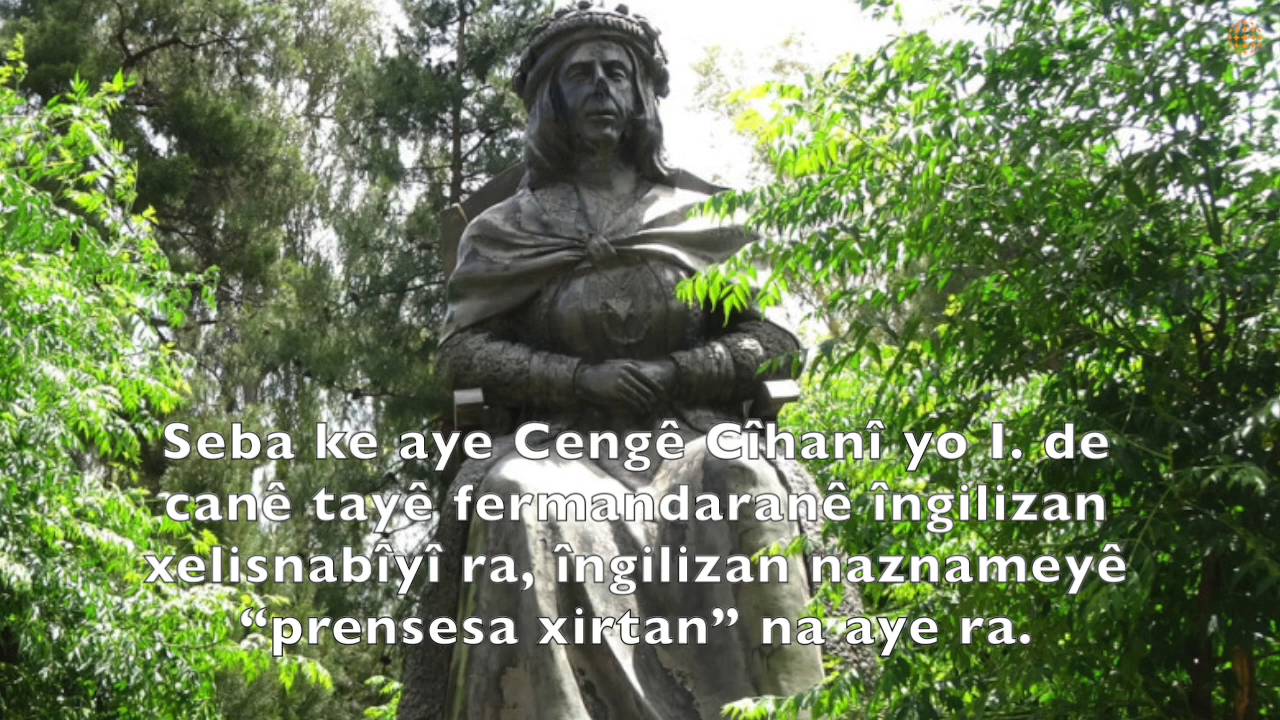 Seba ke aye Cengê Cîhanî yo I. de
canê tayê fermandaranê îngilizan
xelisnabîyî ra, îngilizan naznameyê
“prensesa xirtan” na aye ra.